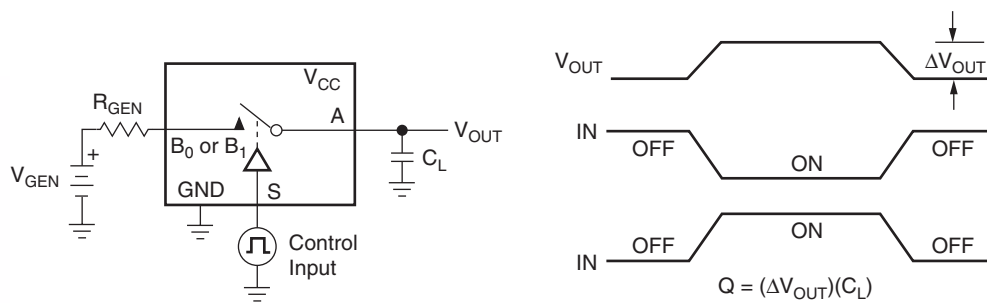 V_CC
R_GEN
A
V_OUT
B_0 or B_1
+
C_L
V_GEN
GND
S
Control
Input
V_OUT
ΔV_OUT
IN
OFF
ON
OFF
IN
OFF
ON
OFF
Q = (ΔV_OUT)(C_L)